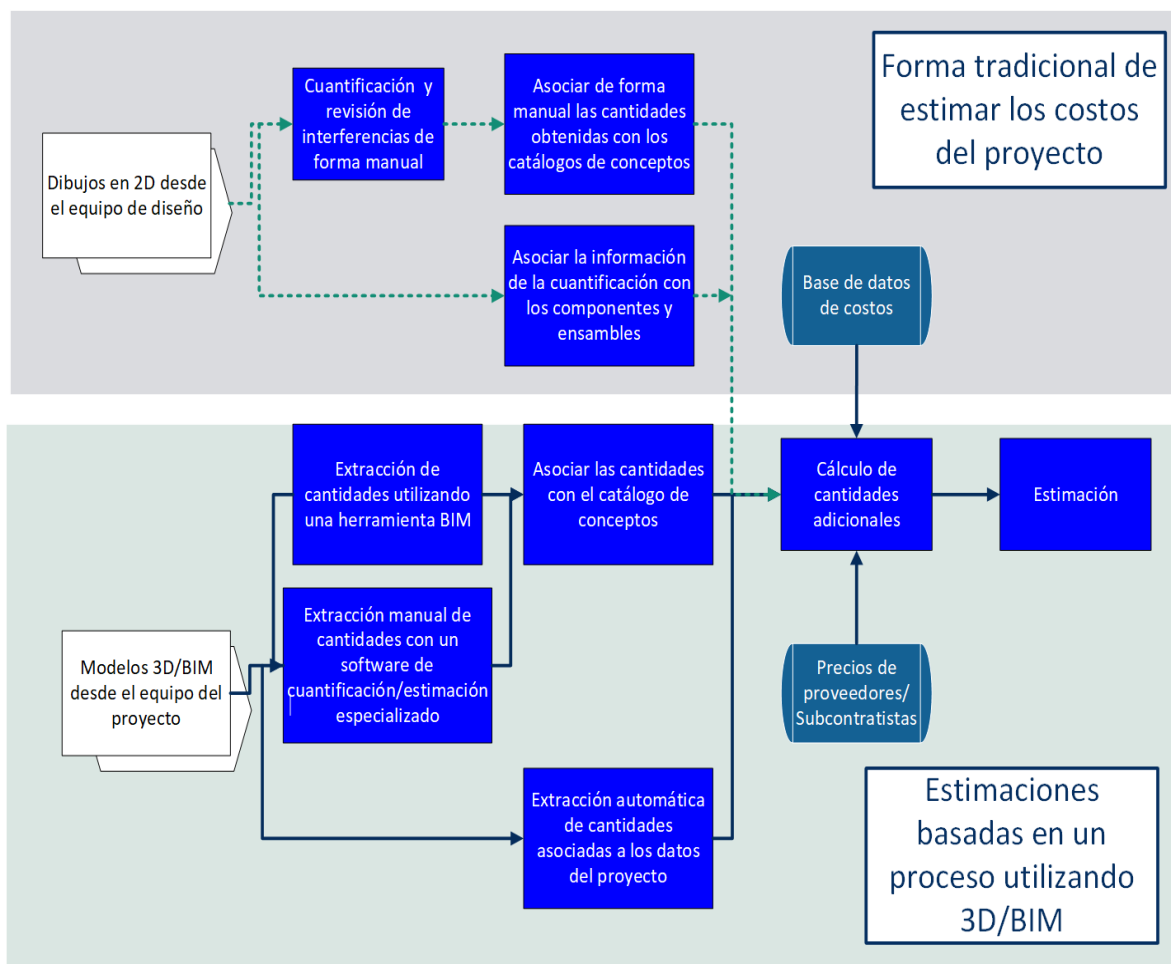 Forma tradicional de
estimar los costos
del proyecto
Cuantificación y
revisión de
interferencias de
forma manual
Asociar de forma
manual las cantidades
obtenidas con los
catálogos de conceptos
Dibujos en 2D desde
el equipo de diseño
Asociar la información
de la cuantificación con
los componentes y
ensambles
Base de datos
de costos
Extracción de
cantidades utilizando
una herramienta BIM
Asociar las cantidades
con el catálogo de
conceptos
Cálculo de
cantidades
adicionales
Estimación
Extracción manual de
cantidades con un
software de
cuantificación/estimación
especializado
Modelos 3D/BIM
desde el equipo del
proyecto
Precios de
proveedores/
Subcontratistas
Extracción automática
de cantidades
asociadas a los datos
del proyecto
Estimaciones
basadas en un
proceso utilizando
3D/BIM